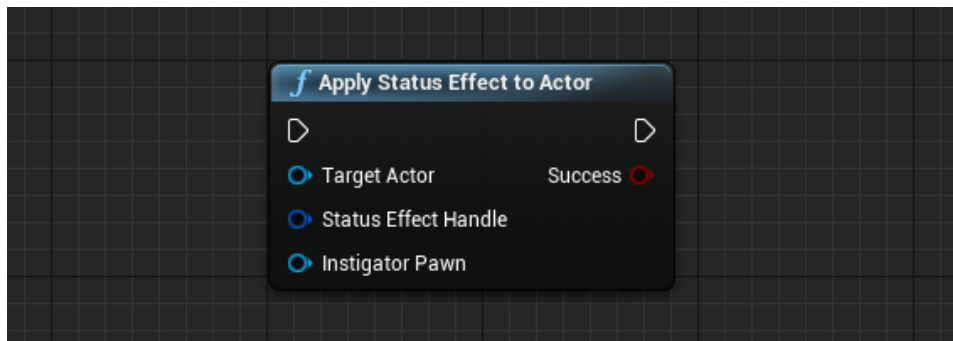 Apply Status Effect to Actor
Target Actor Success
Status Effect Handle
Instigator Pawn